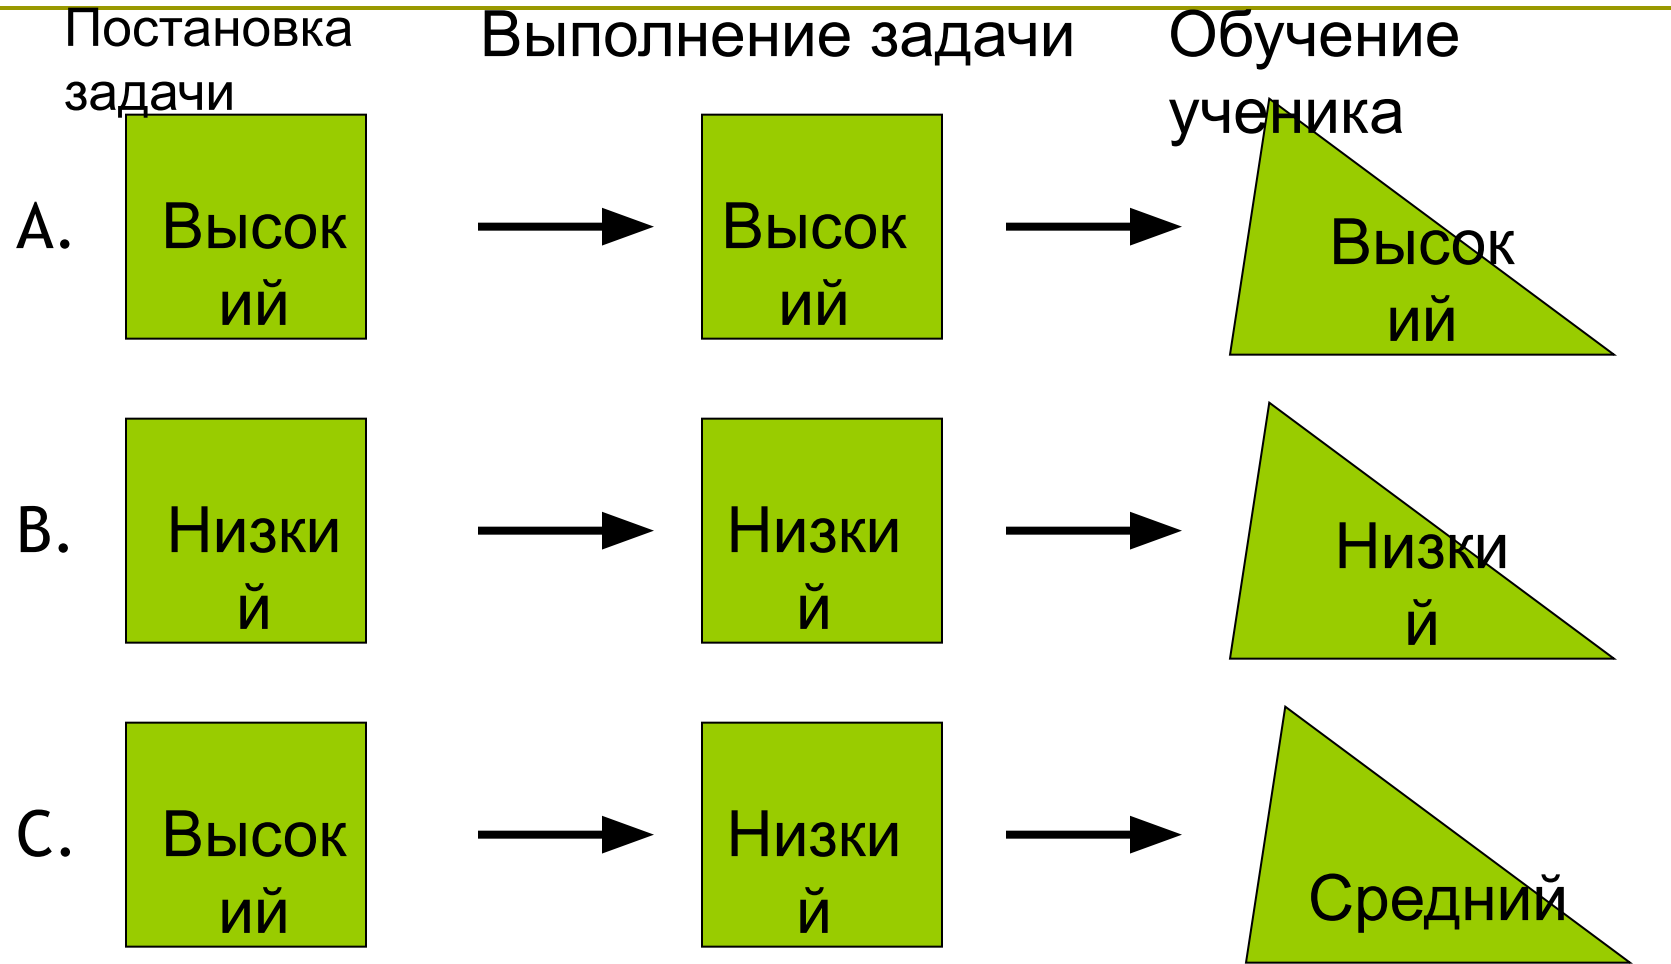 Постановка
задачи
Выполнение задачи
Обучение
ученика
A.
Высок
ий
Высок
ий
Высок
ий
B.
Низки
й
Низки
й
Низки
й
C.
Высок
ий
Низки
й
Средний